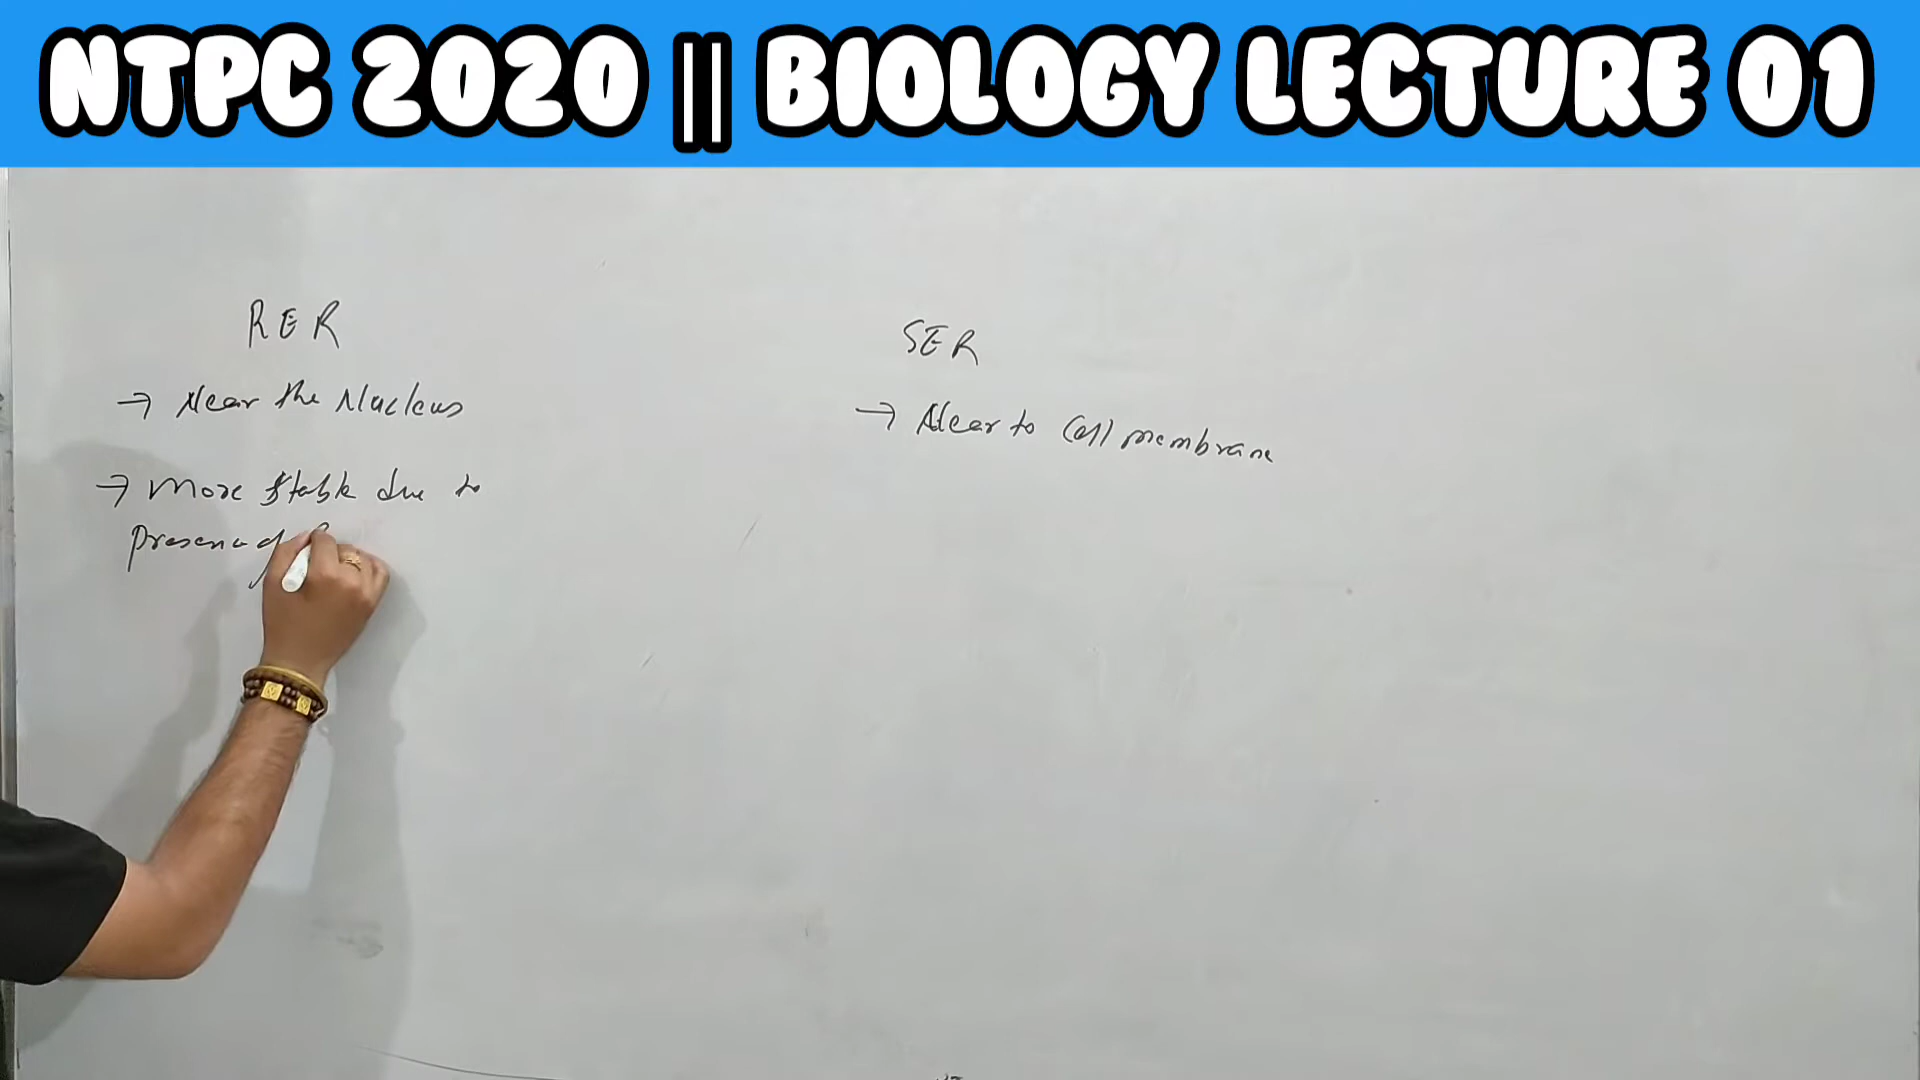 NTPC 2020 || BIOLOGY LECTURE 01
RER
→ Near the Nucleus
→ More stable due to
Presence of
SER
→ Near to Cell membrane